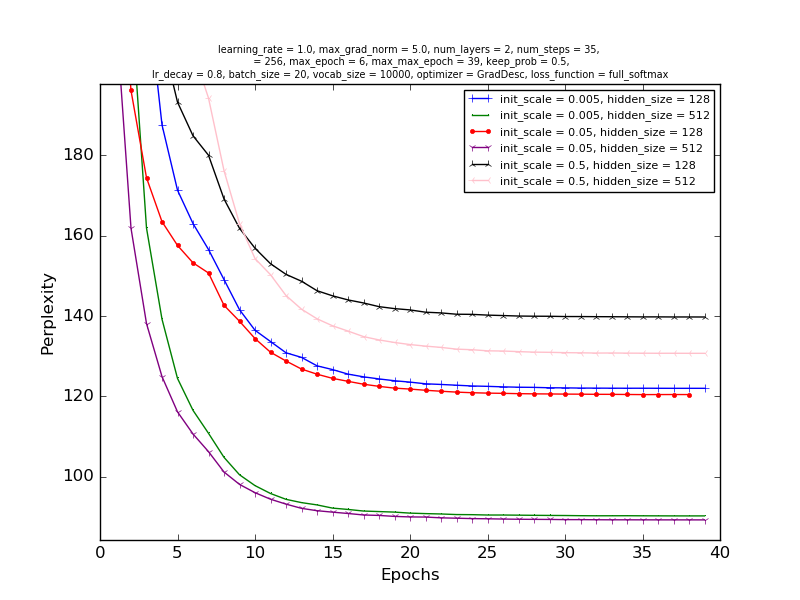 learning_rate = 1.0, max_grad_norm = 5.0, num_layers = 2, num_steps = 35,
= 256, max_epoch = 6, max_max_epoch = 39, keep_prob = 0.5,
lr_decay = 0.8, batch_size = 20, vocab_size = 10000, optimizer = GradDesc, loss_function = full_softmax
init_scale = 0.005, hidden_size = 128
init_scale = 0.005, hidden_size = 512
init_scale = 0.05, hidden_size = 128
init_scale = 0.05, hidden_size = 512
init_scale = 0.5, hidden_size = 128
init_scale = 0.5, hidden_size = 512
180
160
140
120
100
Perplexity
0 5 10 15 20 25 30 35 40
Epochs